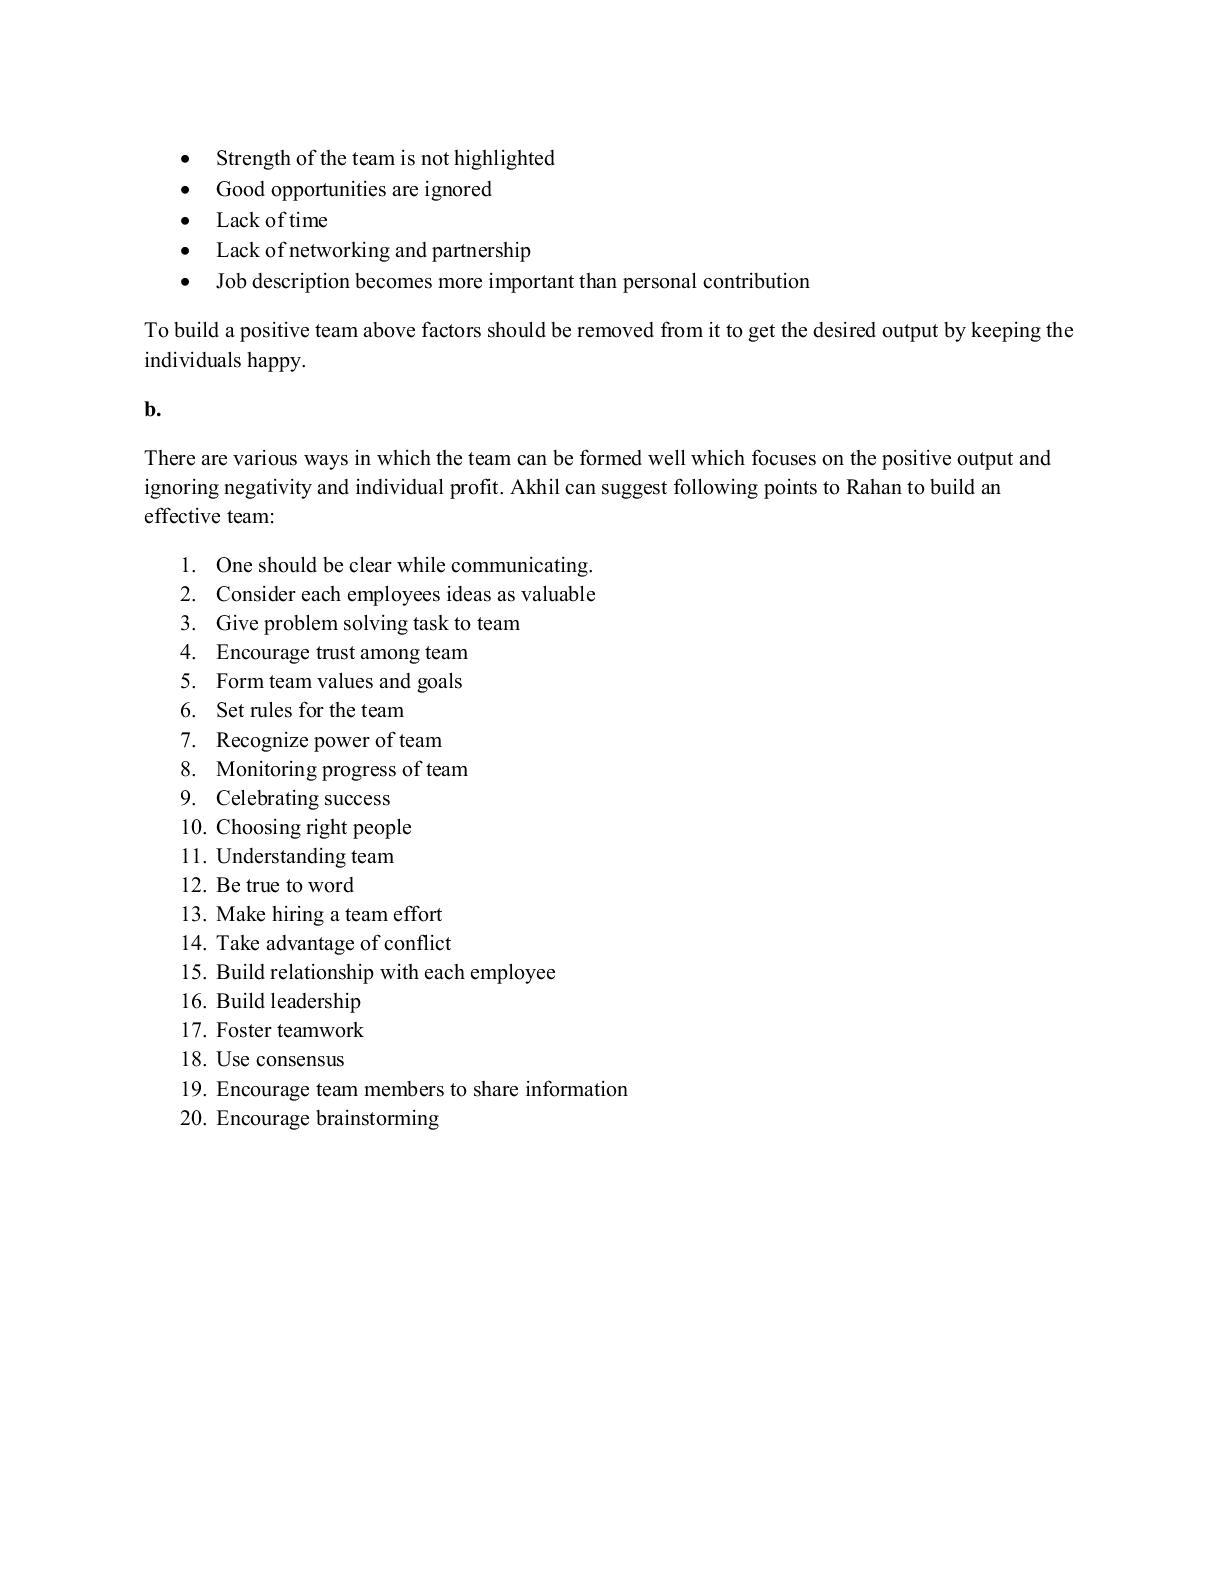 • Strength of the team is not highlighted
• Good opportunities are ignored
• Lack of time
• Lack of networking and partnership
• Job description becomes more important than personal contribution
To build a positive team above factors should be removed from it to get the desired output by keeping the
individuals happy.
b.
There are various ways in which the team can be formed well which focuses on the positive output and
ignoring negativity and individual profit. Akhil can suggest following points to Rahan to build an
effective team:
1. One should be clear while communicating.
2. Consider each employees ideas as valuable
3. Give problem solving task to team
4. Encourage trust among team
5. Form team values and goals
6. Set rules for the team
7. Recognize power of team
8. Monitoring progress of team
9. Celebrating success
10. Choosing right people
11. Understanding team
12. Be true to word
13. Make hiring a team effort
14. Take advantage of conflict
15. Build relationship with each employee
16. Build leadership
17. Foster teamwork
18. Use consensus
19. Encourage team members to share information
20. Encourage brainstorming